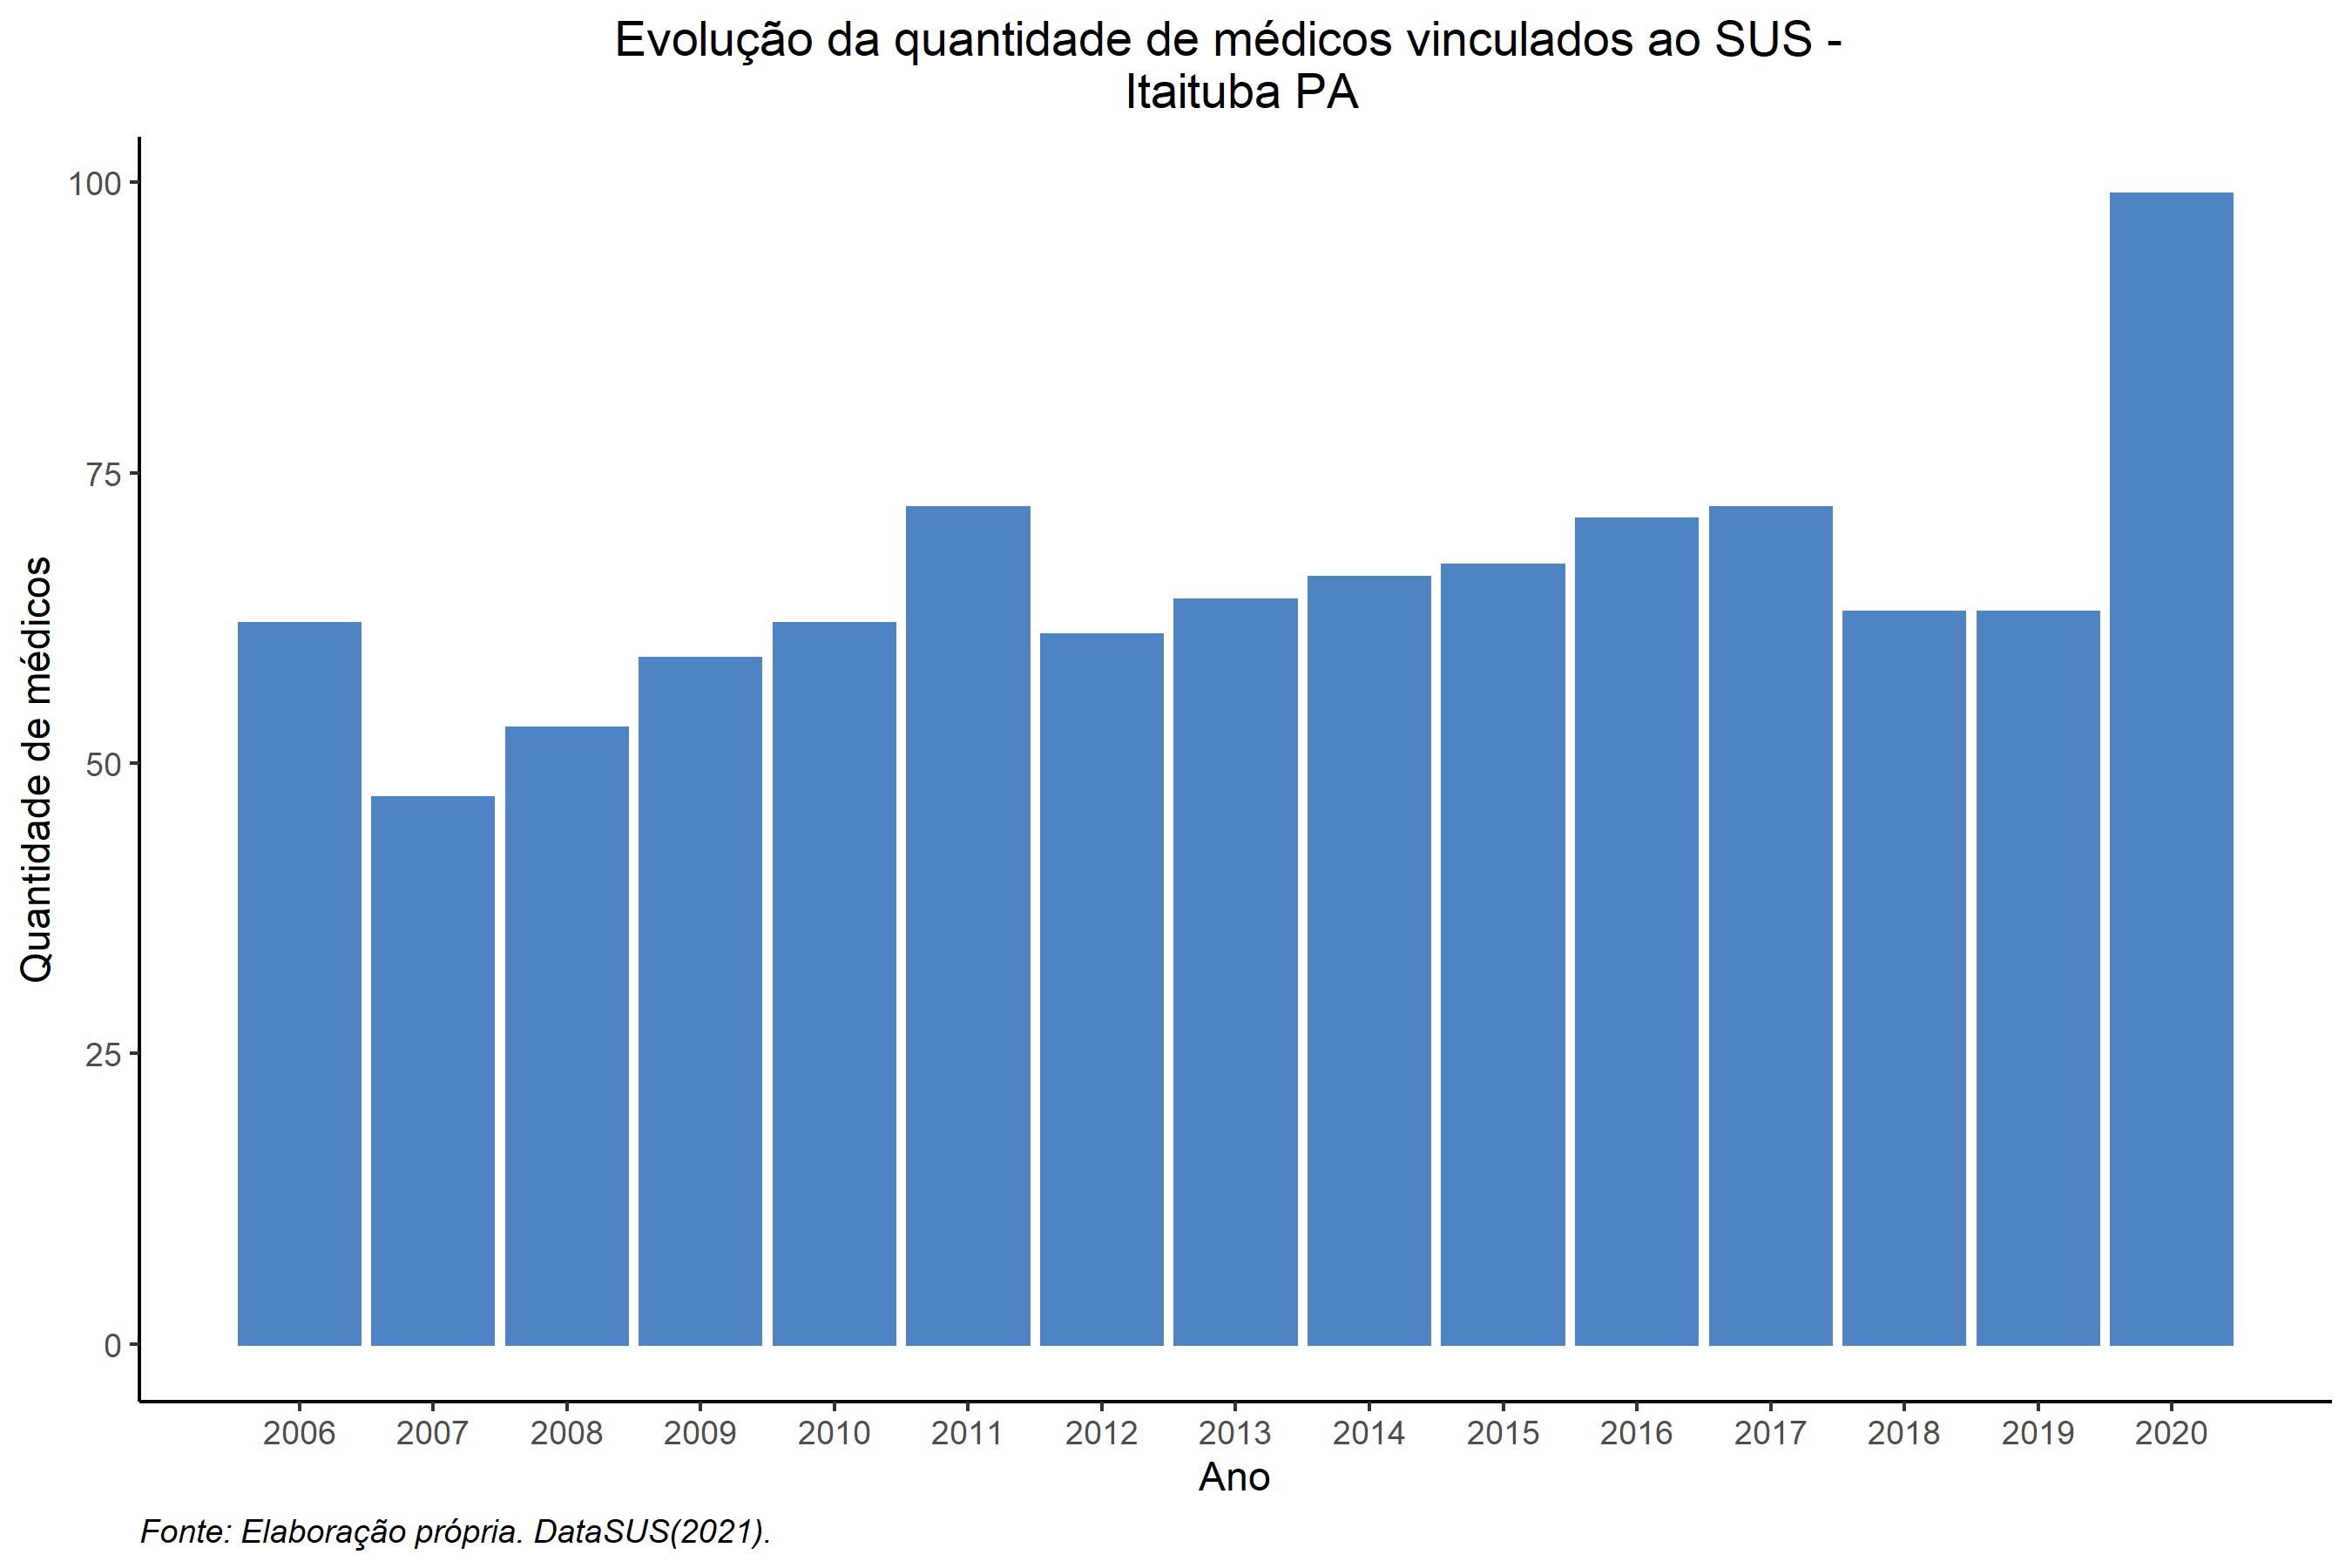 Evolução da quantidade de médicos vinculados ao SUS -
Itaituba PA
Quantidade de médicos
100
75
50
25
0
2006 2007 2008 2009 2010 2011 2012 2013 2014 2015 2016 2017 2018 2019 2020
Ano
Fonte: Elaboração própria. DataSUS(2021).